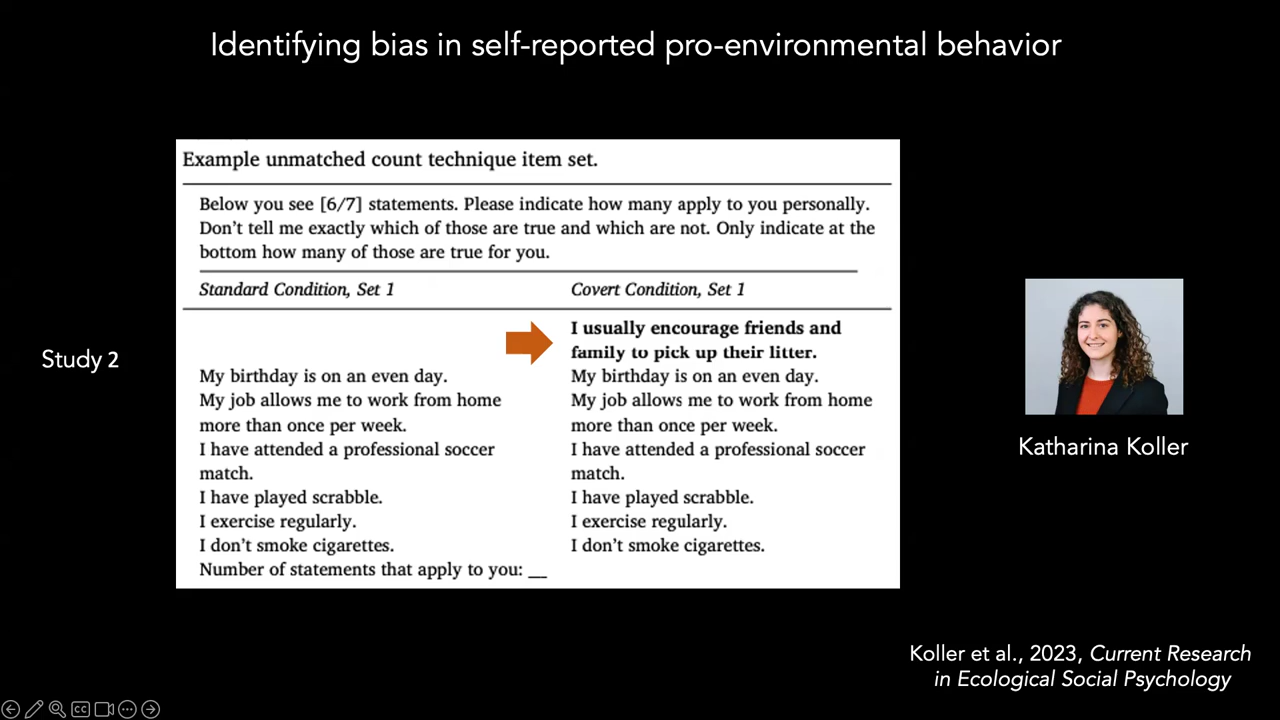 Identifying bias in self-reported pro-environmental behavior
Example unmatched count technique item set.
Below you see [6/7] statements. Please indicate how many apply to you personally.
Don't tell me exactly which of those are true and which are not. Only indicate at the
bottom how many of those are true for you.
Standard Condition, Set 1
My birthday is on an even day.
My job allows me to work from home
more than once per week.
I have attended a professional soccer
match.
I have played scrabble.
I exercise regularly.
I don't smoke cigarettes.
Number of statements that apply to you: __
Covert Condition, Set 1
I usually encourage friends and
family to pick up their litter.
My birthday is on an even day.
My job allows me to work from home
more than once per week.
I have attended a professional soccer
match.
I have played scrabble.
I exercise regularly.
I don't smoke cigarettes.
Study 2
Katharina Koller
Koller et al., 2023, Current Research
in Ecological Social Psychology
CC